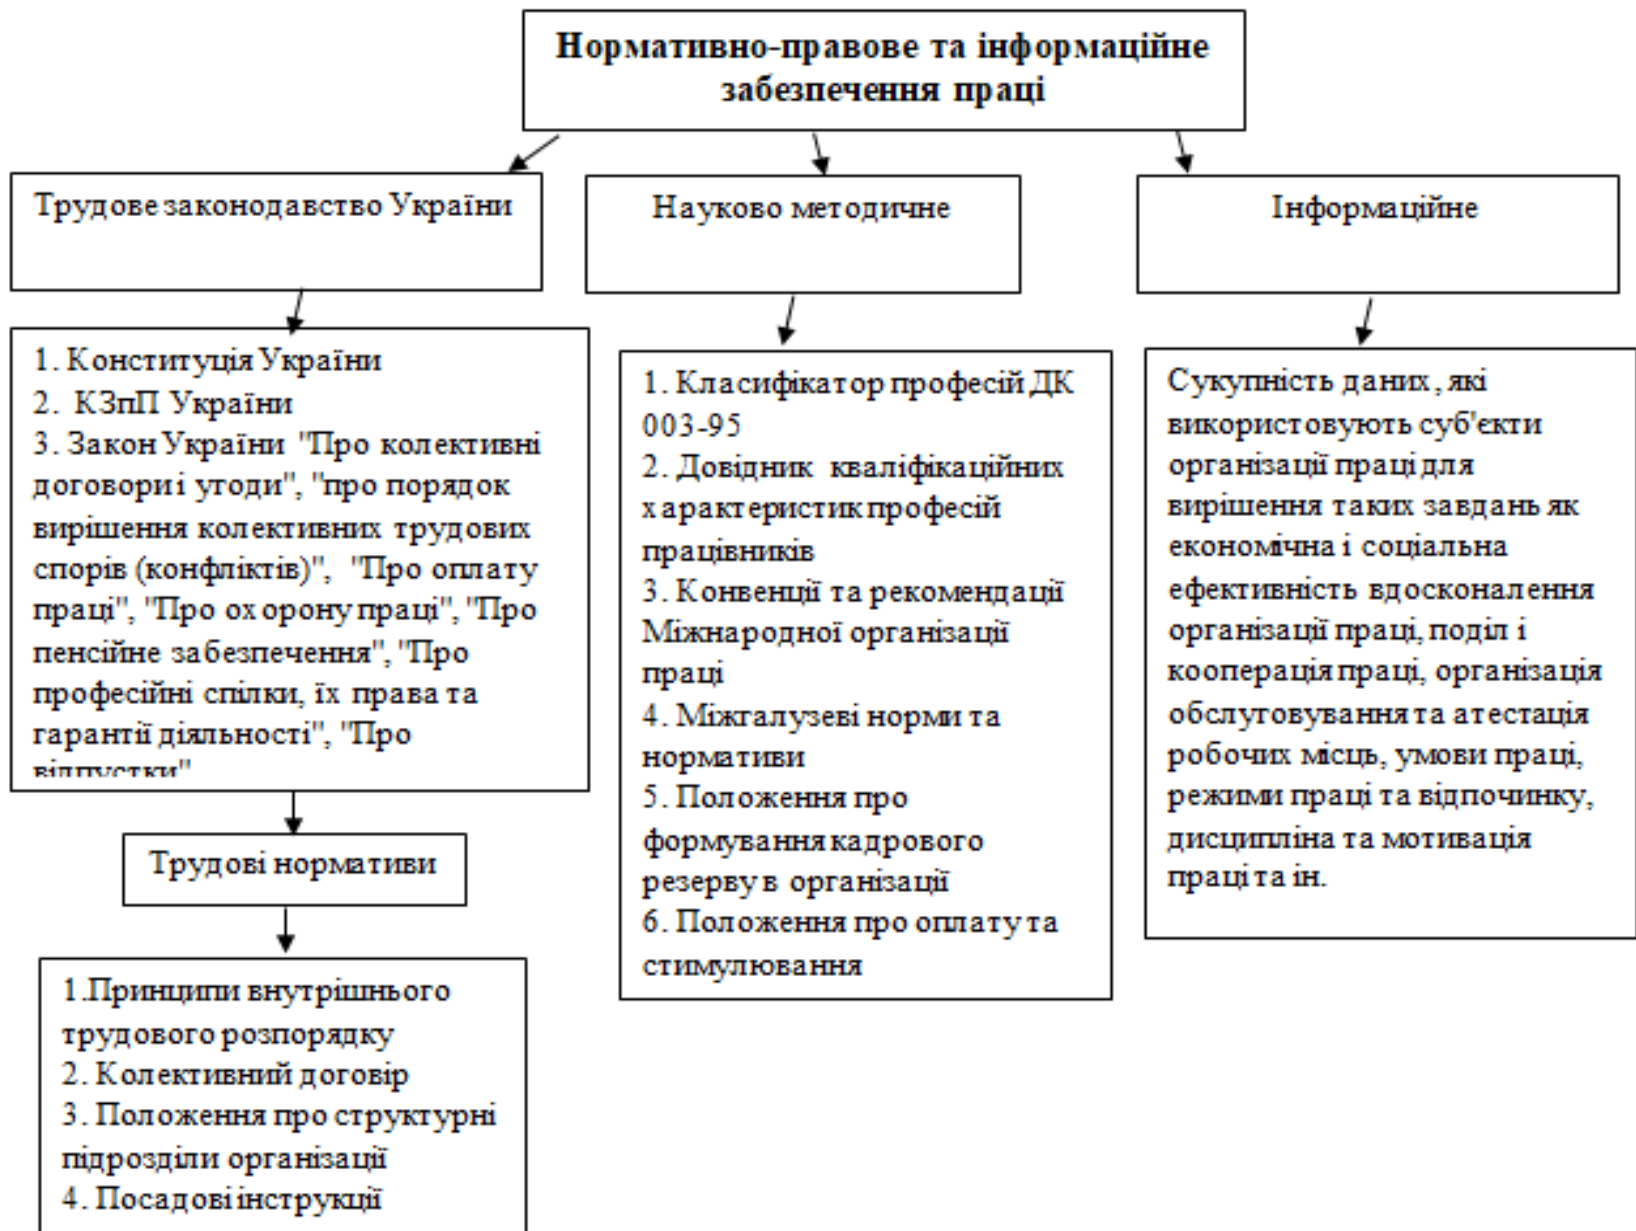 Нормативно-правове та інформаційне
забезпечення праці
Трудове законодавство України
Науково методичне
Інформаційне
1. Конституція України
2. КЗпП України
3. Закон України "Про колективні
договори і угоди", "про порядок
вирішення колективних трудових
спорів (конфліктів)", "Про оплату
праці", "Про охорону праці", "Про
пенсійне забезпечення", "Про
професійні спілки, їх права та
гарантії діяльності", "Про
відпустки"
Трудові нормативи
1.Принципи внутрішнього
трудового розпорядку
2. Колективний договір
3. Положення про структурні
підрозділи організації
4. Посадові інструкції
1. Класифікатор професій ДК
003-95
2. Довідник кваліфікаційних
характеристик професій
працівників
3. Конвенції та рекомендації
Міжнародної організації
праці
4. Міжгалузеві норми та
нормативи
5. Положення про
формування кадрового
резерву в організації
6. Положення про оплату та
стимулювання
Сукупність даних, які
використовують суб'єкти
організації праці для
вирішення таких завдань як
економічна і соціальна
ефективність вдосконалення
організації праці, поділ і
кооперація праці, організація
обслуговування та атестація
робочих місць, умови праці,
режими праці та відпочинку,
дисципліна та мотивація
праці та ін.